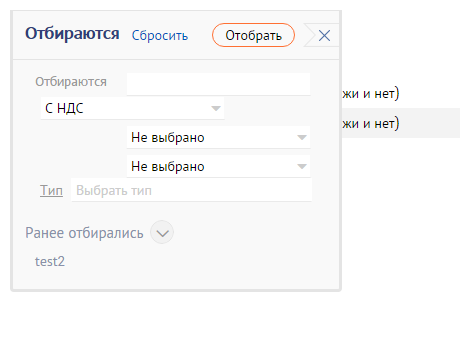 Отбираются Сбросить Отобрать
Отбираются
жи и нет)
С НДС
жи и нет)
Не выбрано
Не выбрано
Тип Выбрать тип
Ранее отбирались
test2